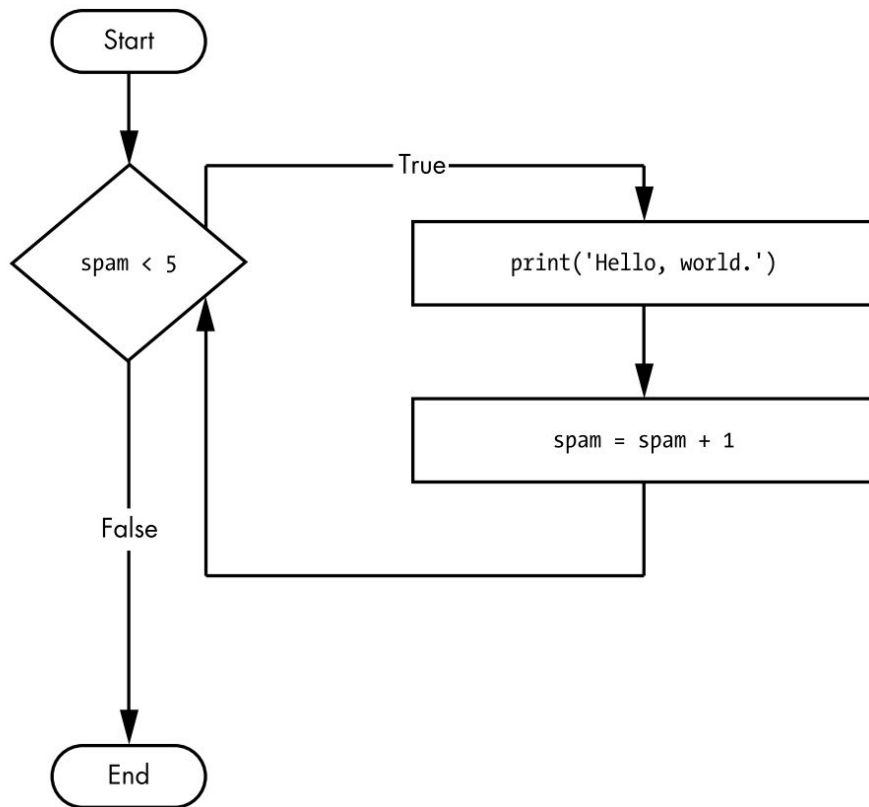 Start
True
spam < 5
print('Hello, world.')
spam = spam + 1
False
End